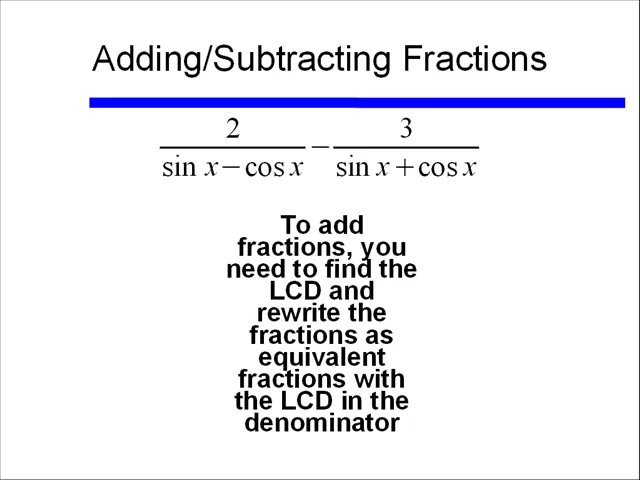 Adding/Subtracting Fractions
2/(sin x − cos x) − 3/(sin x + cos x)
To add
fractions, you
need to find the
LCD and
rewrite the
fractions as
equivalent
fractions with
the LCD in the
denominator